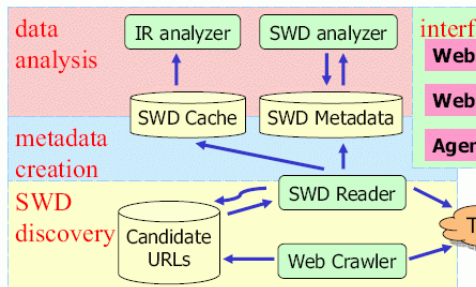 data
analysis
IR analyzer
SWD analyzer
interf
Web
Web
Agen
SWD Cache
SWD Metadata
metadata
creation
SWD
discovery
SWD Reader
Candidate
URLs
Web Crawler
T